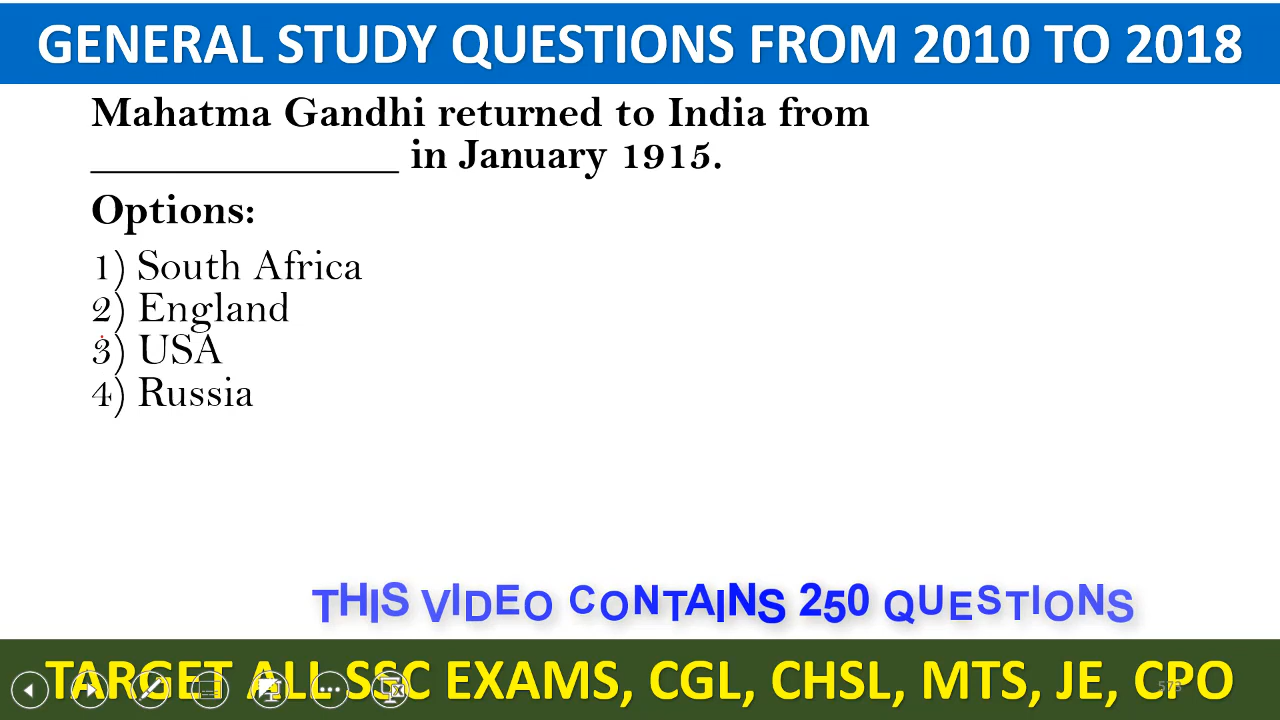 GENERAL STUDY QUESTIONS FROM 2010 TO 2018
Mahatma Gandhi returned to India from
_______________ in January 1915.
Options:
1) South Africa
2) England
3) USA
4) Russia
THIS VIDEO CONTAINS 250 QUESTIONS
TARGET ALL SSC EXAMS, CGL, CHSL, MTS, JE, CPO
573